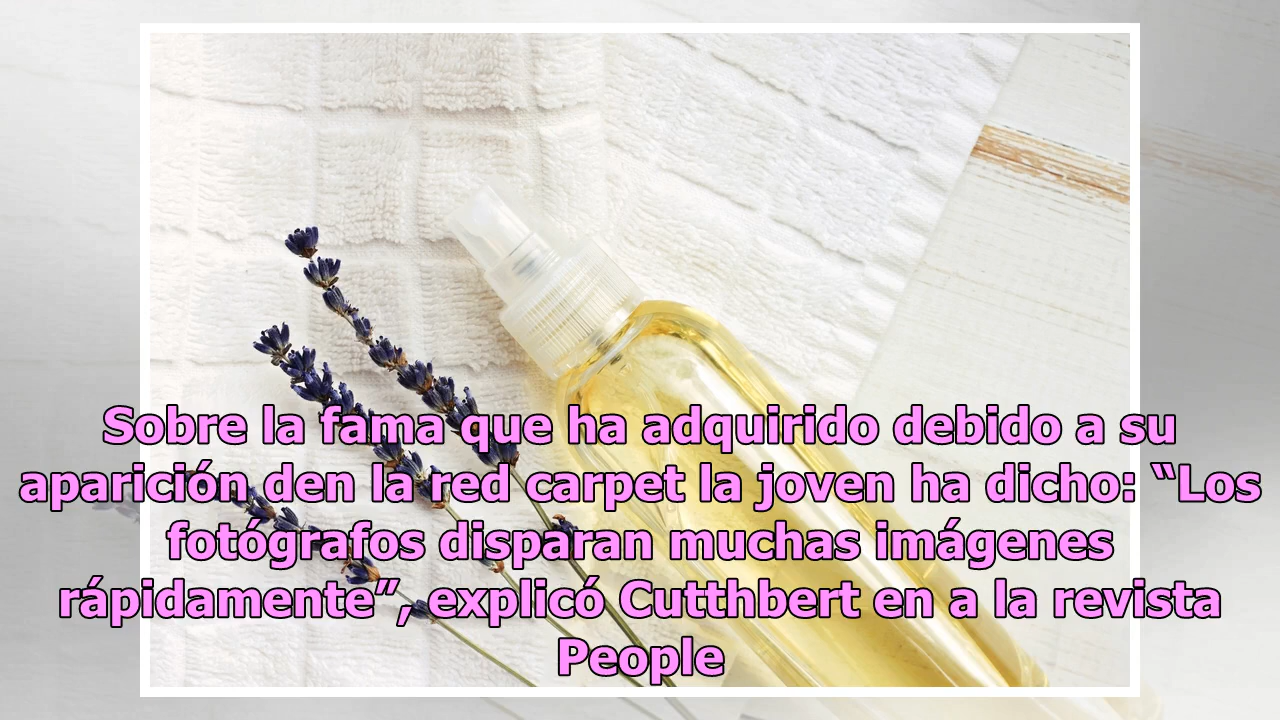 Sobre la fama que ha adquirido debido a su
aparición den la red carpet la joven ha dicho: “Los
fotógrafos disparan muchas imágenes
rápidamente”, explicó Cutthbert en a la revista
People